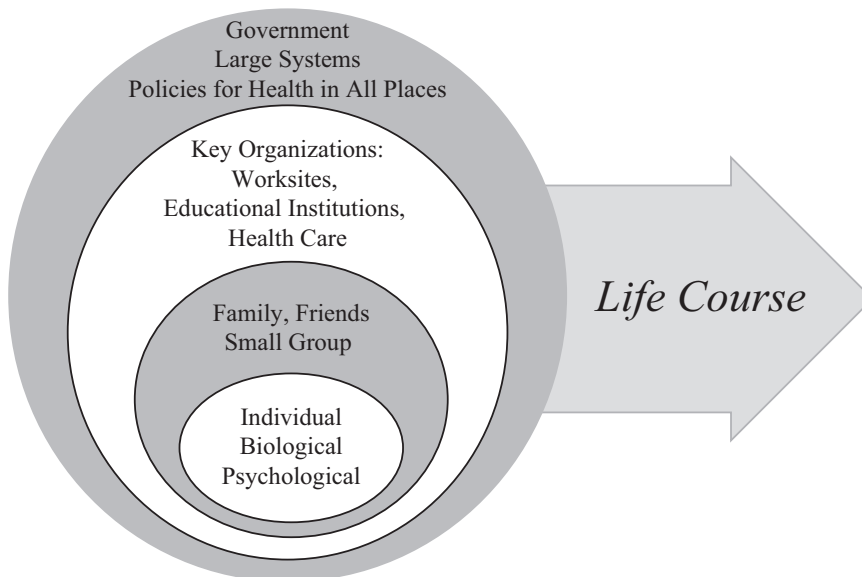 Government
Large Systems
Policies for Health in All Places
Key Organizations:
Worksites,
Educational Institutions,
Health Care
Family, Friends
Small Group
Individual
Biological
Psychological
Life Course